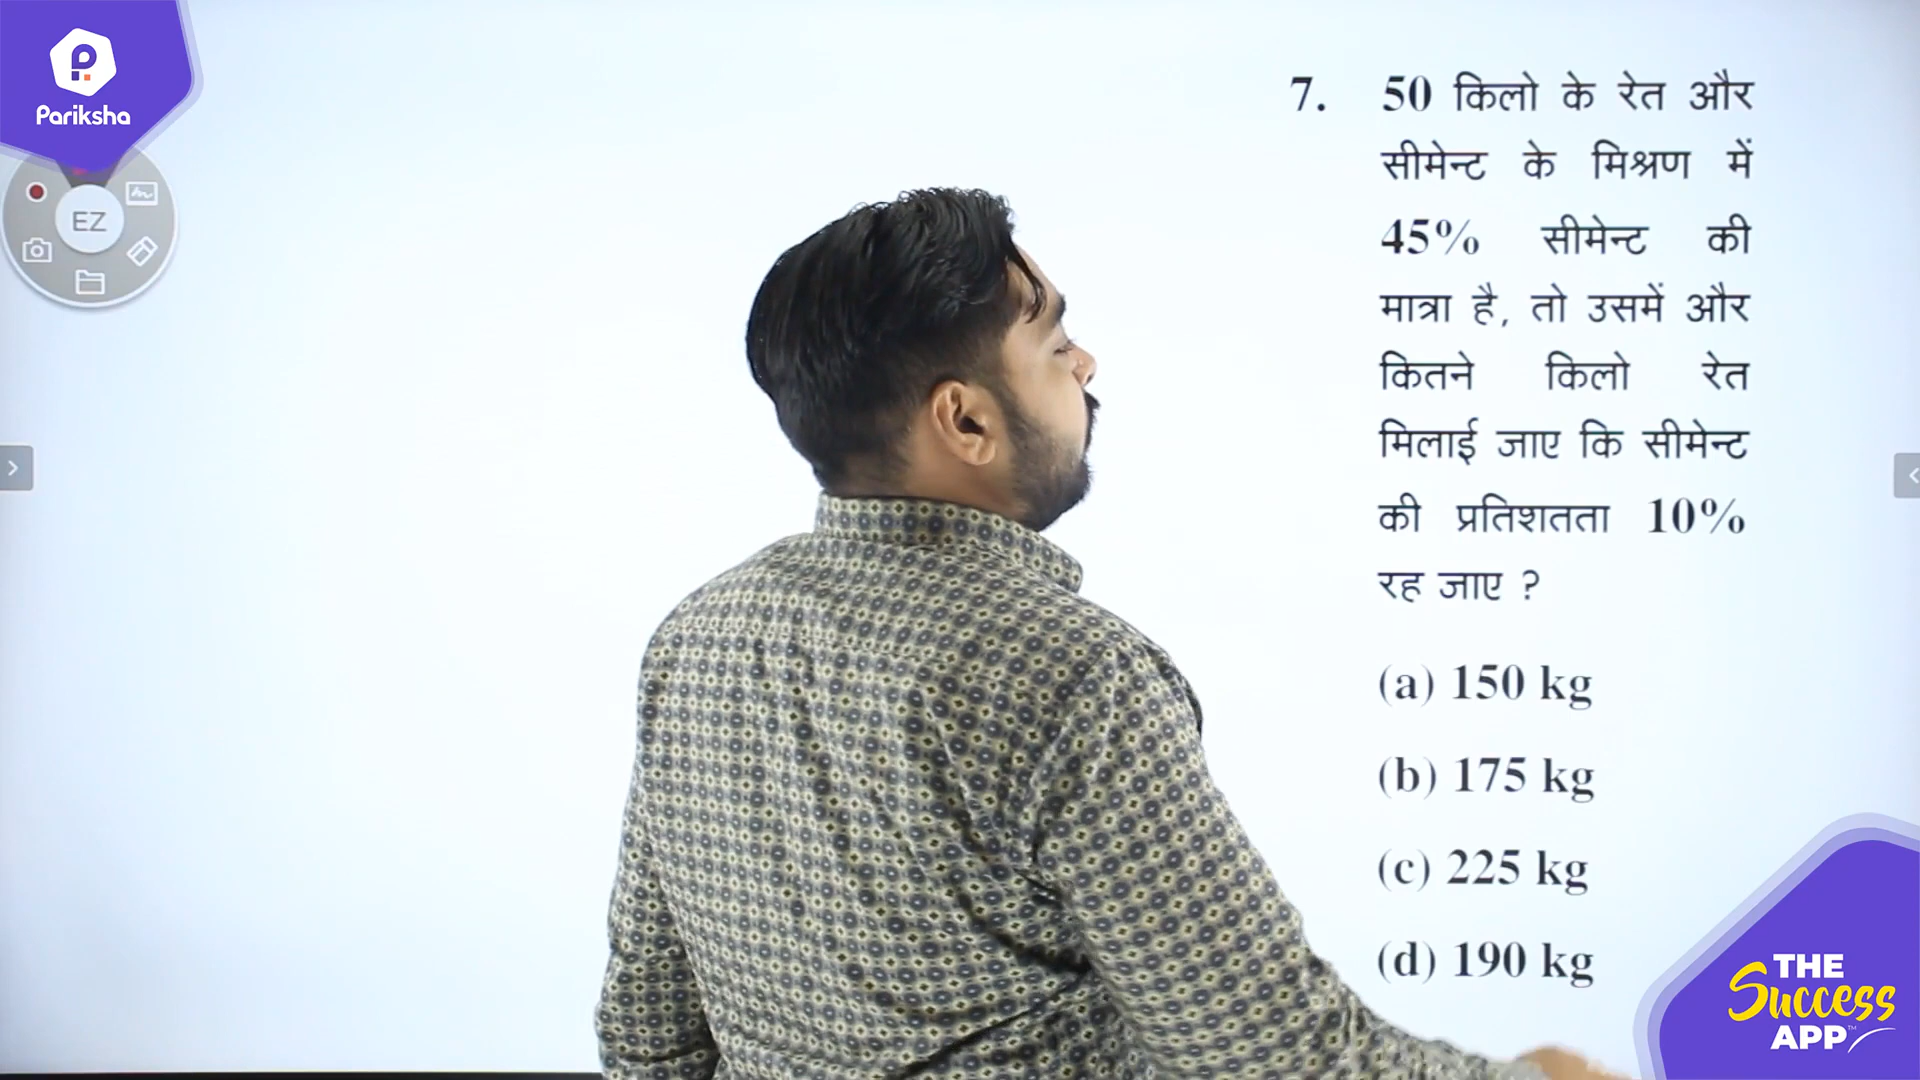 Pariksha
EZ
7. 50 किलो के रेत और
सीमेन्ट के मिश्रण में
45% सीमेन्ट की
मात्रा है, तो उसमें और
कितने किलो रेत
मिलाई जाए कि सीमेन्ट
की प्रतिशतता 10%
रह जाए ?
(a) 150 kg
(b) 175 kg
(c) 225 kg
(d) 190 kg
THE
Success
APP™